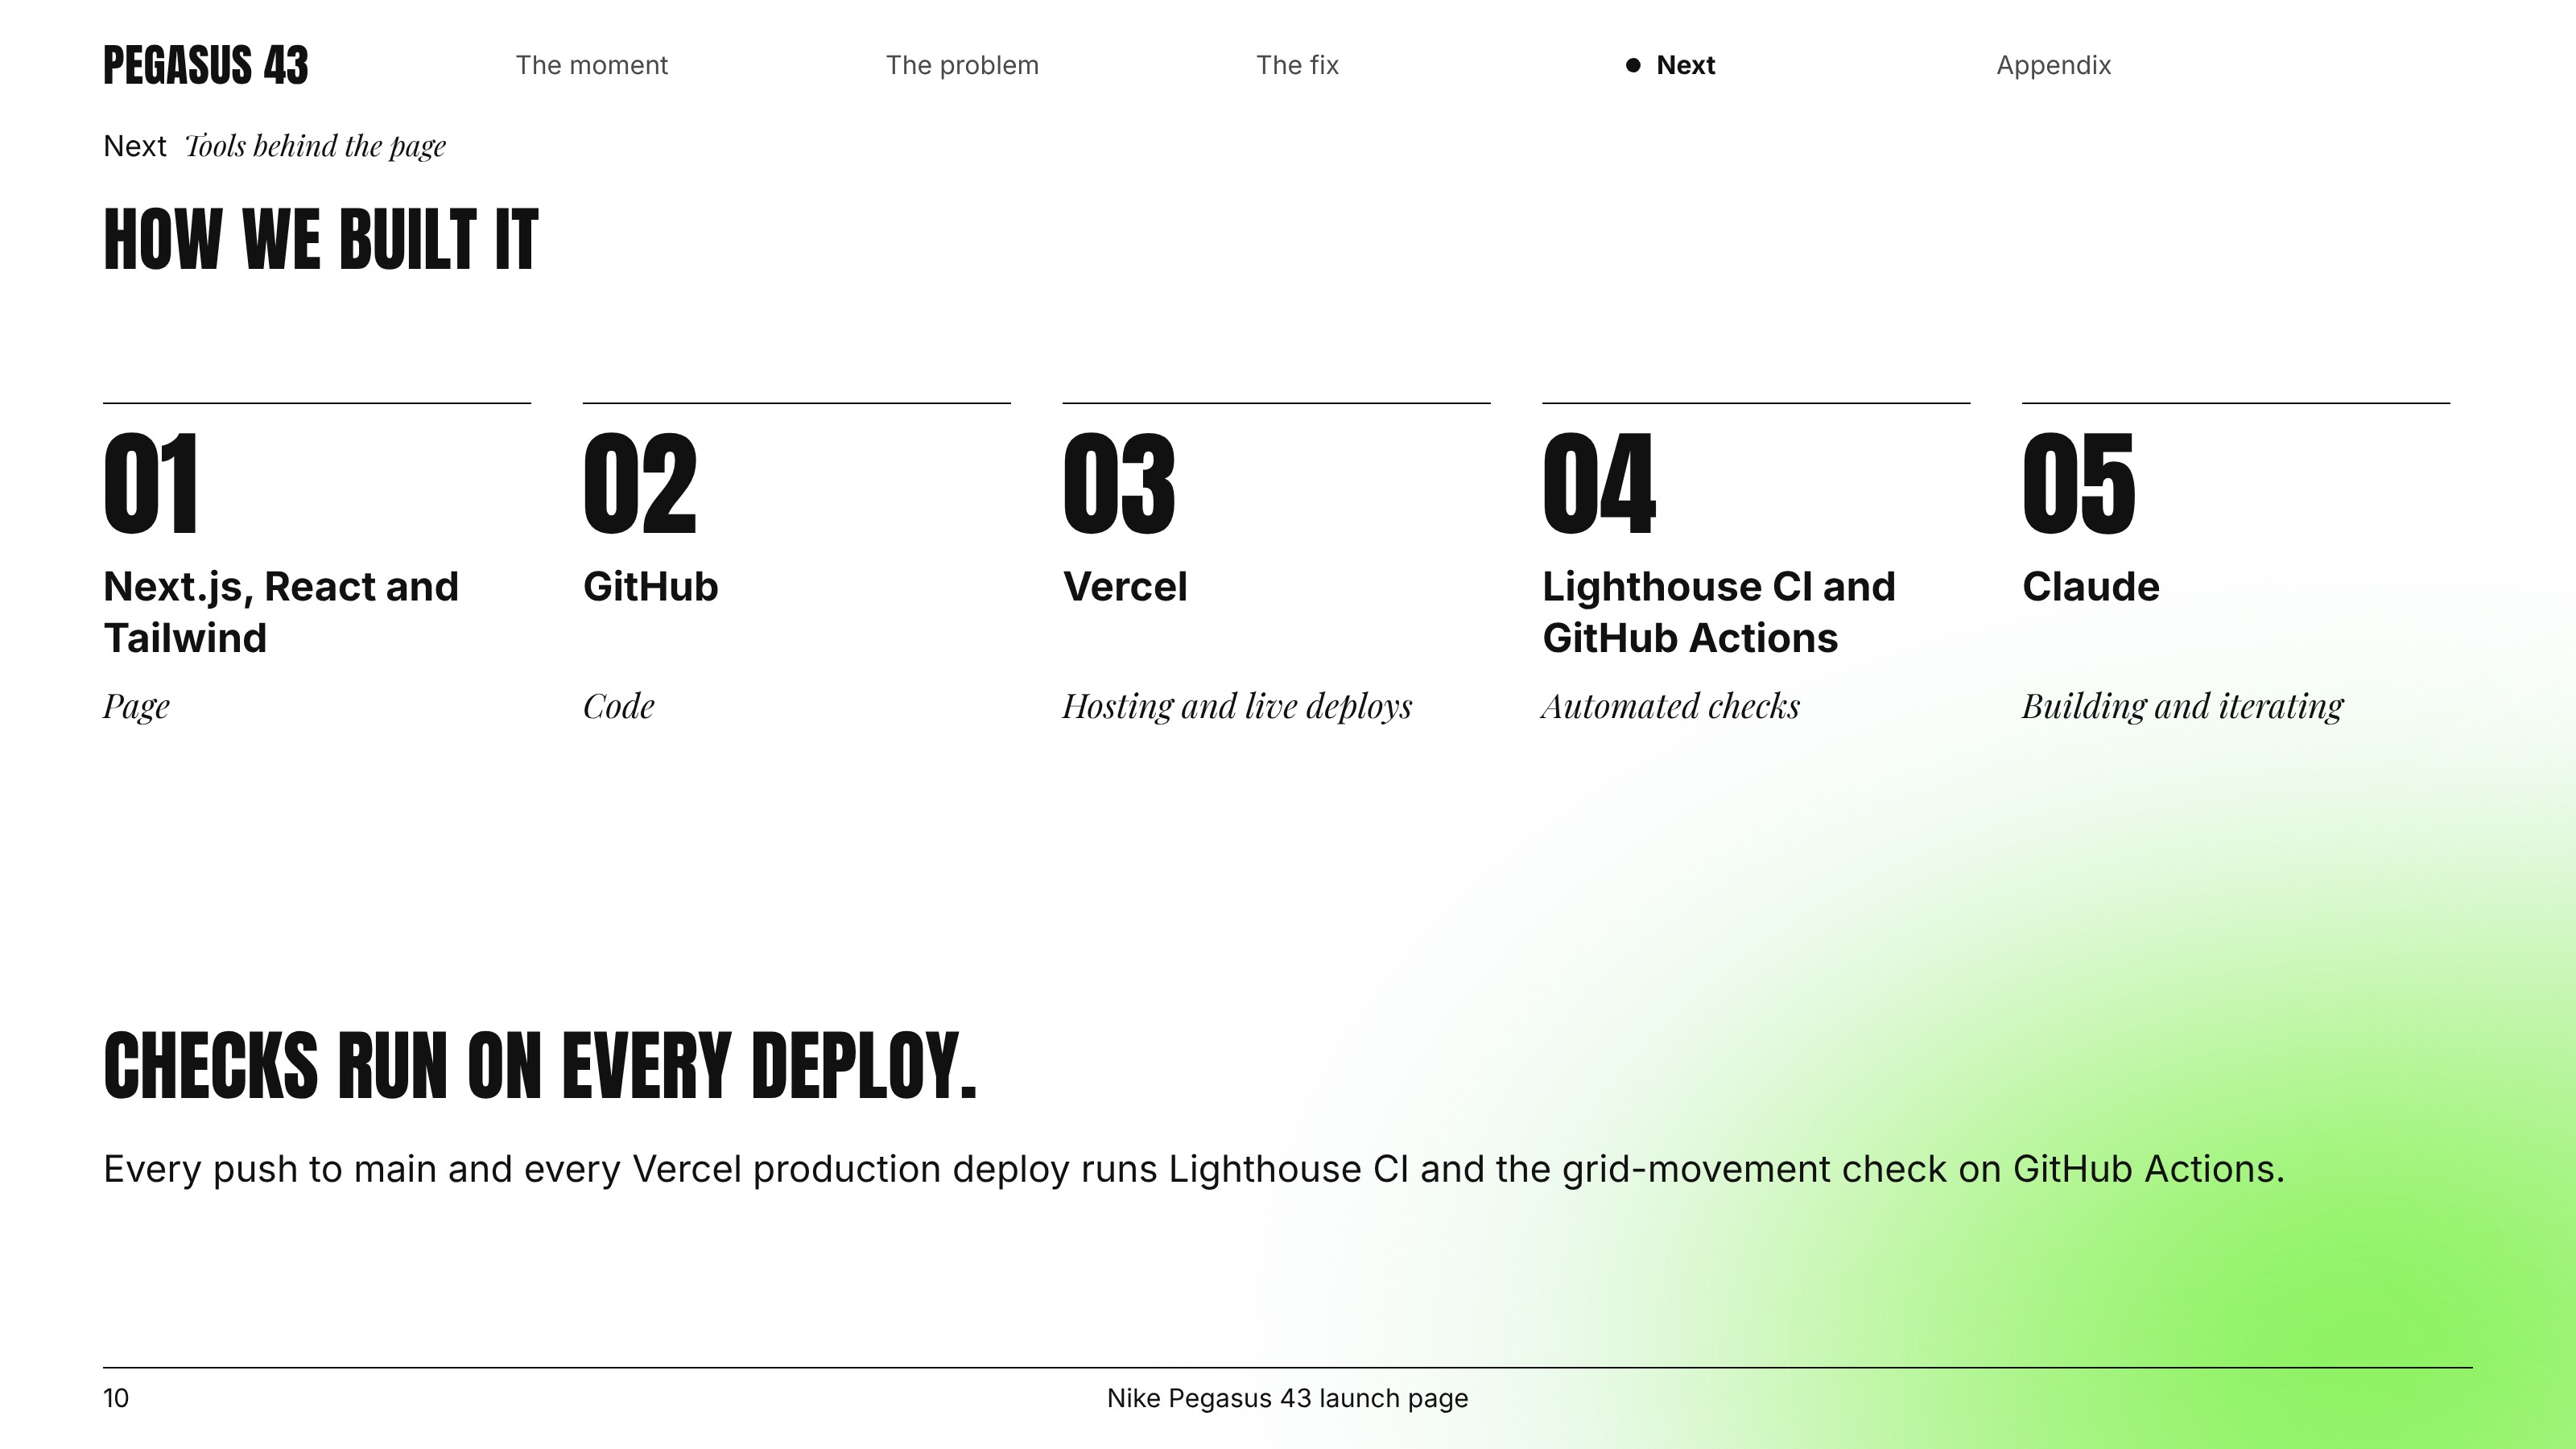 PEGASUS 43
The moment
The problem
The fix
Next
Appendix
Next Tools behind the page
HOW WE BUILT IT
01
Next.js, React and
Tailwind
Page
02
GitHub
Code
03
Vercel
Hosting and live deploys
04
Lighthouse CI and
GitHub Actions
Automated checks
05
Claude
Building and iterating
CHECKS RUN ON EVERY DEPLOY.
Every push to main and every Vercel production deploy runs Lighthouse CI and the grid-movement check on GitHub Actions.
10
Nike Pegasus 43 launch page